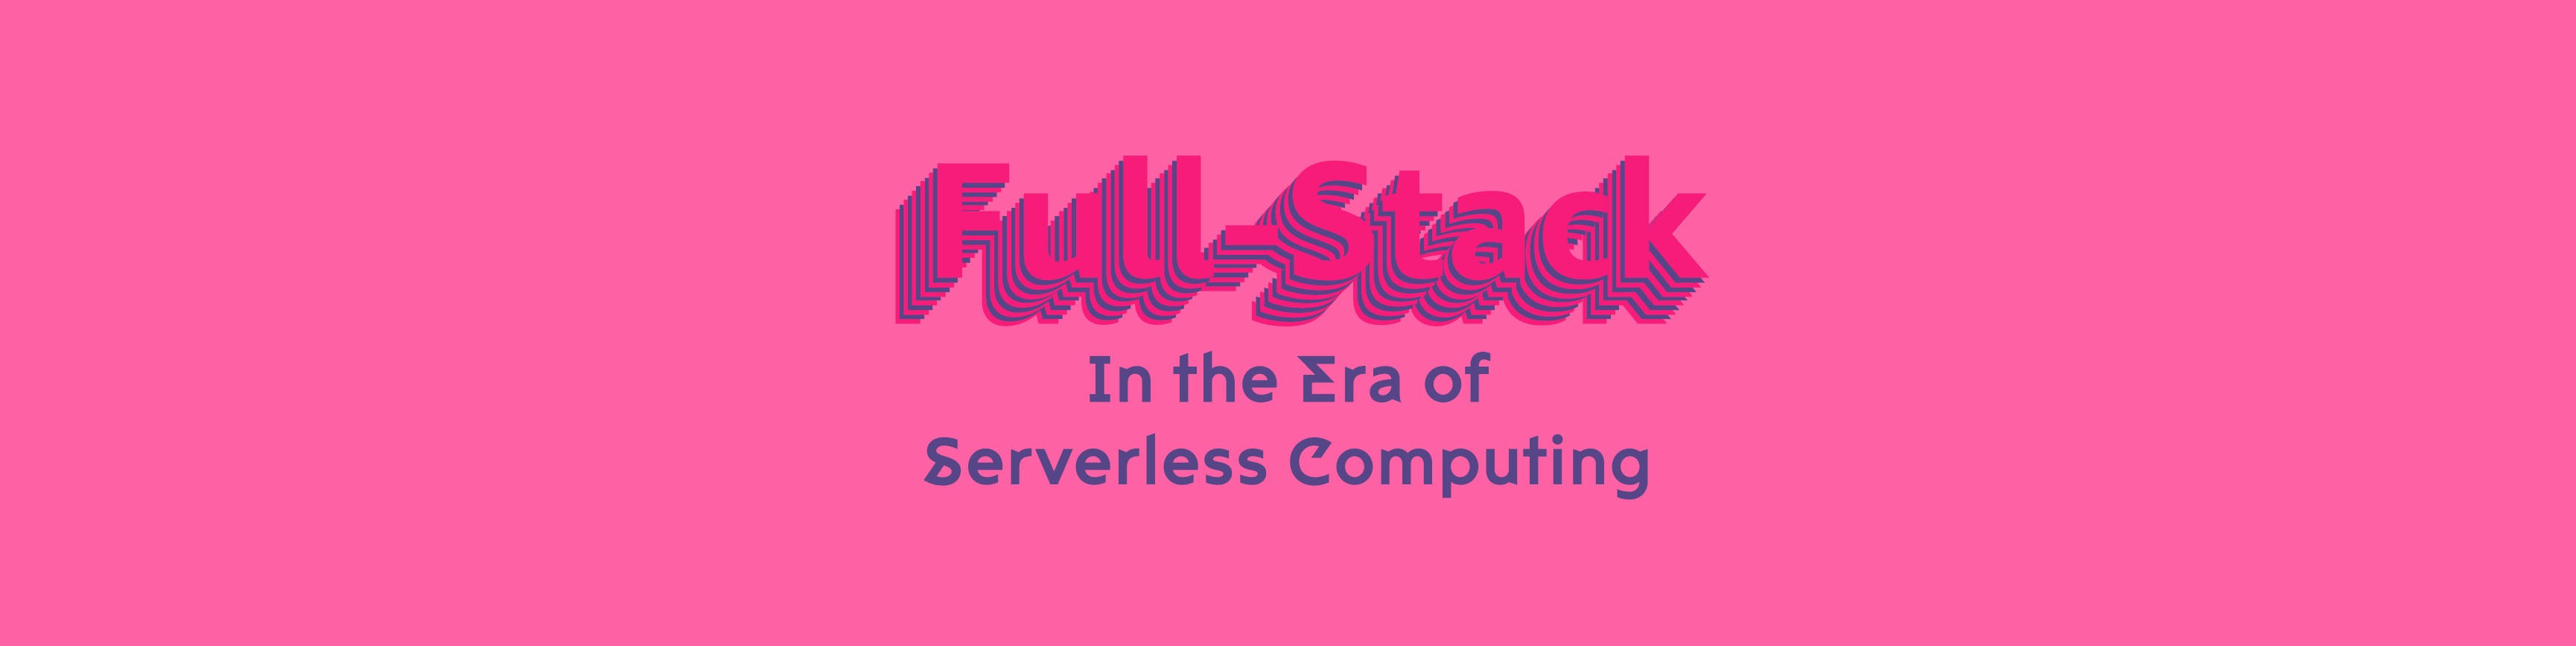 Full-Stack
In the Era of
Serverless Computing